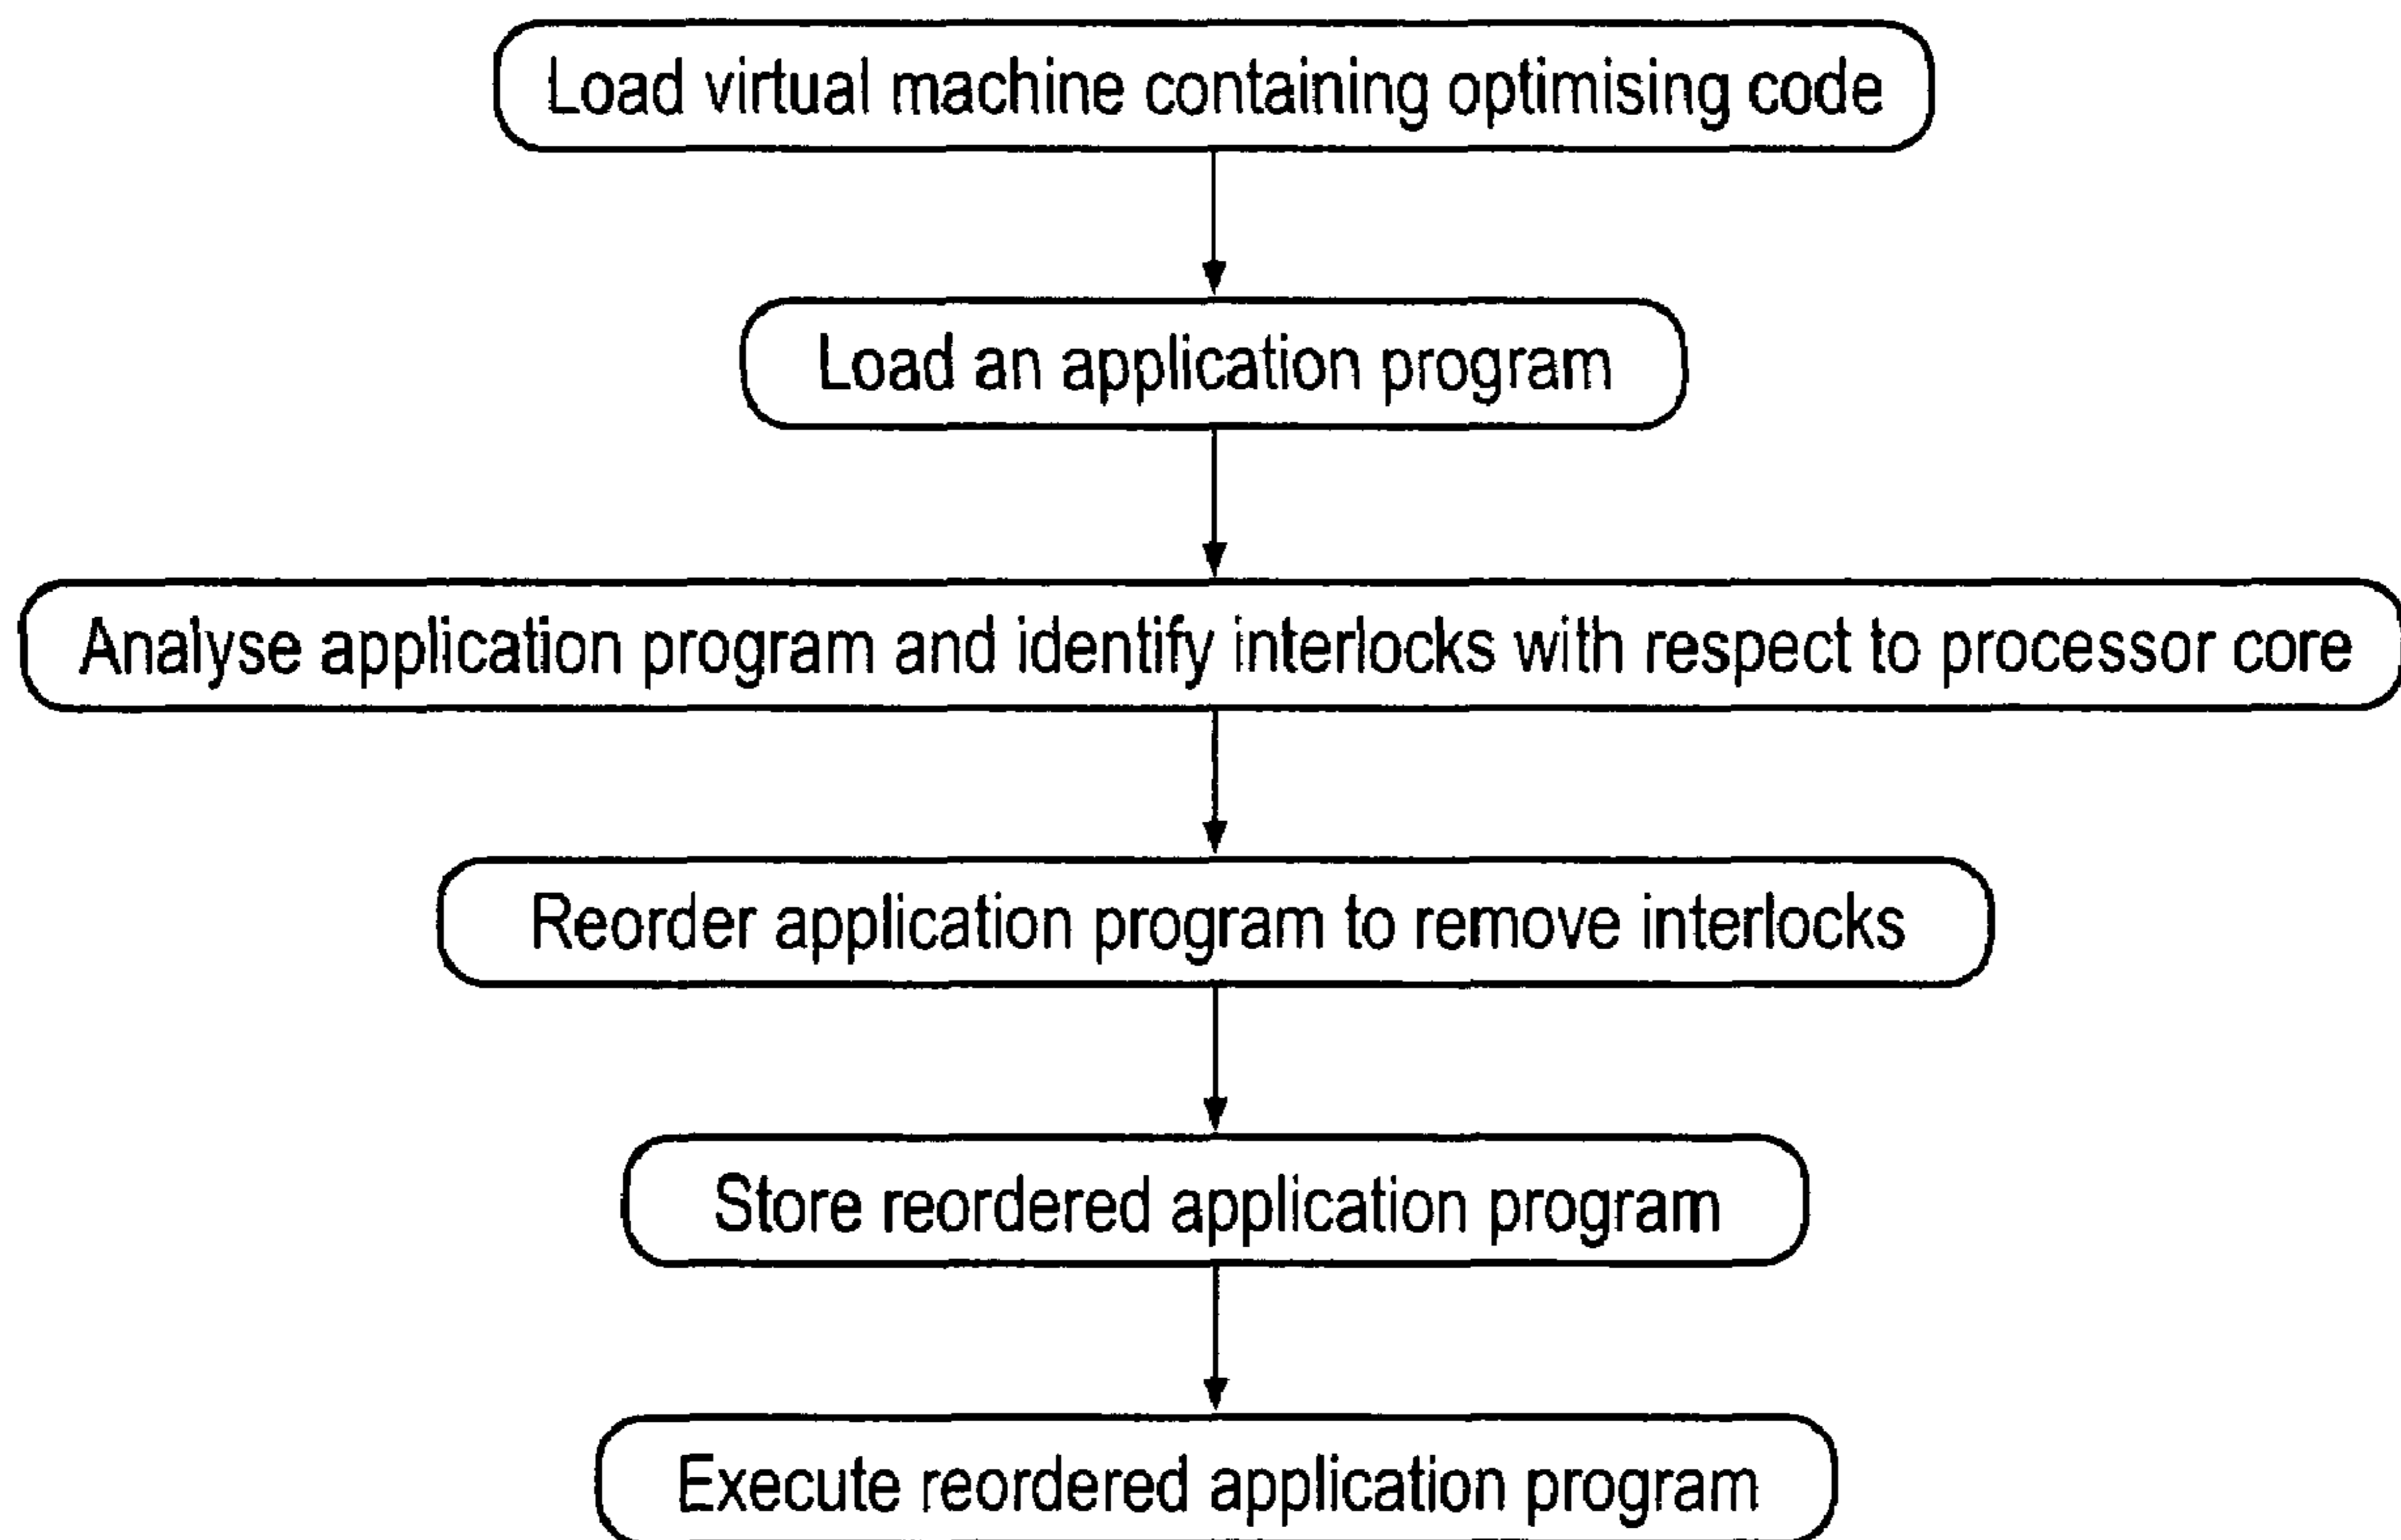 Load virtual machine containing optimising code
Load an application program
Analyse application program and identify interlocks with respect to processor core
Reorder application program to remove interlocks
Store reordered application program
Execute reordered application program